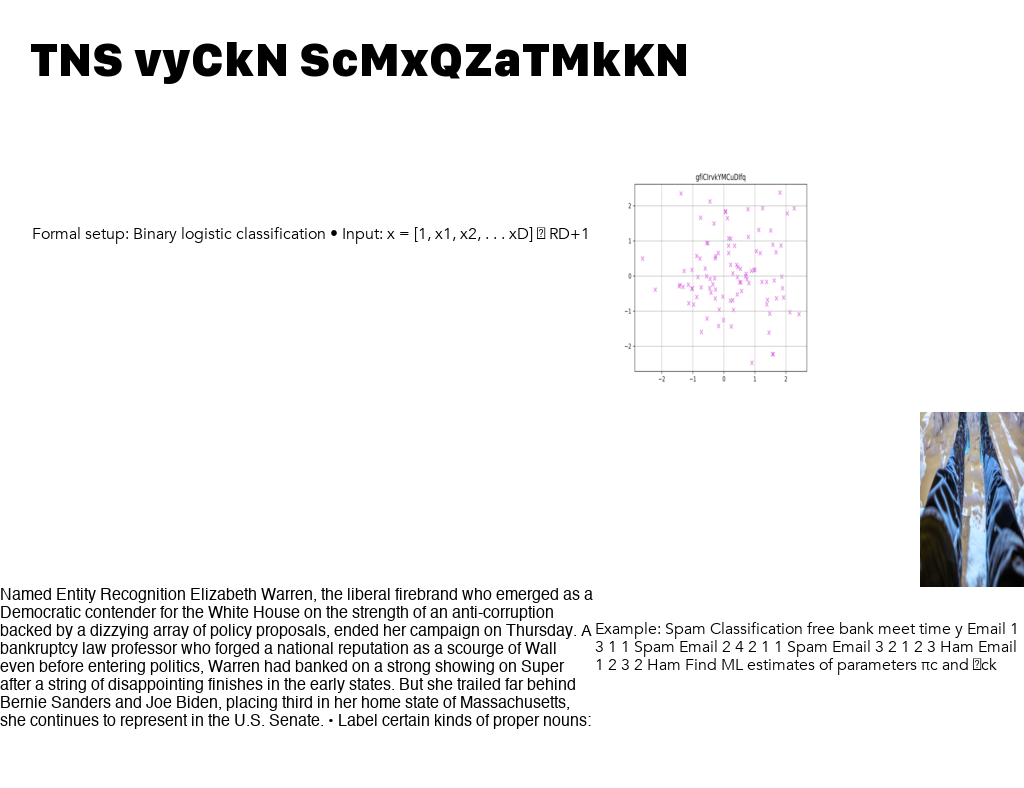 TNS vyCkN ScMxQZaTMkKN
gfiCIrvkYMCuDIfq
Formal setup: Binary logistic classification • Input: x = [1, x1, x2, . . . xD] RD+1
2
1
0
−1
−2
−2 −1 0 1 2
Named Entity Recognition Elizabeth Warren, the liberal firebrand who emerged as a
Democratic contender for the White House on the strength of an anti-corruption
backed by a dizzying array of policy proposals, ended her campaign on Thursday. A
bankruptcy law professor who forged a national reputation as a scourge of Wall
even before entering politics, Warren had banked on a strong showing on Super
after a string of disappointing finishes in the early states. But she trailed far behind
Bernie Sanders and Joe Biden, placing third in her home state of Massachusetts,
she continues to represent in the U.S. Senate. • Label certain kinds of proper nouns:
Example: Spam Classification free bank meet time y Email 1
3 1 1 Spam Email 2 4 2 1 1 Spam Email 3 2 1 2 3 Ham Email
1 2 3 2 Ham Find ML estimates of parameters πc and ck